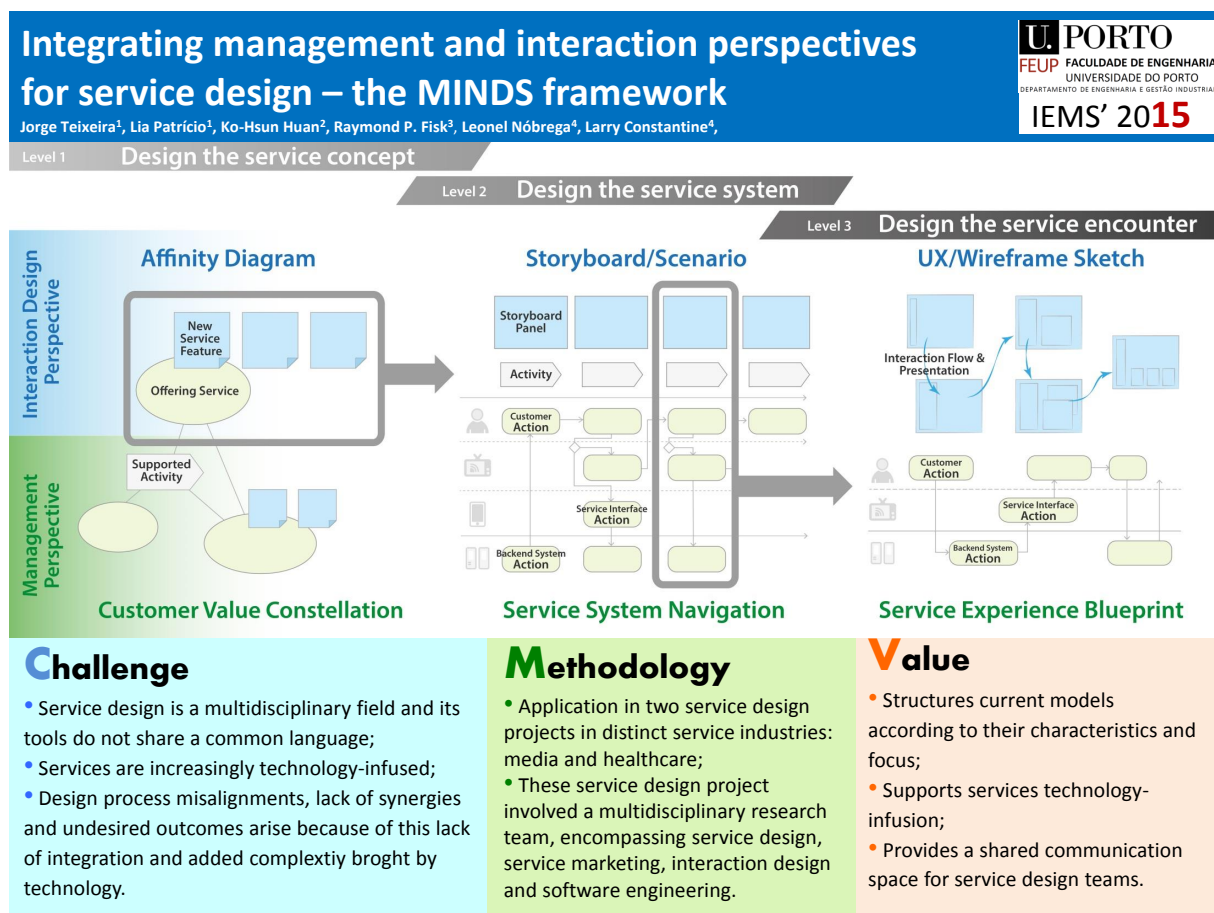 Integrating management and interaction perspectives
for service design – the MINDS framework
Jorge Teixeira1, Lia Patrício1, Ko-Hsun Huan2, Raymond P. Fisk3, Leonel Nóbrega4, Larry Constantine4,
U. PORTO
FEUP FACULDADE DE ENGENHARIA
UNIVERSIDADE DO PORTO
DEPARTAMENTO DE ENGENHARIA E GESTÃO INDUSTRIAL
IEMS’ 2015
Level 1 Design the service concept
Level 2 Design the service system
Level 3 Design the service encounter
Interaction Design
Perspective
Management
Perspective
Affinity Diagram
New
Service
Feature
Offering Service
Supported
Activity
Customer Value Constellation
Storyboard/Scenario
Storyboard
Panel
Activity
Customer
Action
Service Interface
Action
Backend System
Action
Service System Navigation
UX/Wireframe Sketch
Interaction Flow &
Presentation
Customer
Action
Service Interface
Action
Backend System
Action
Service Experience Blueprint
Challenge
• Service design is a multidisciplinary field and its
tools do not share a common language;
• Services are increasingly technology-infused;
• Design process misalignments, lack of synergies
and undesired outcomes arise because of this lack
of integration and added complextiy broght by
technology.
Methodology
• Application in two service design
projects in distinct service industries:
media and healthcare;
• These service design project
involved a multidisciplinary research
team, encompassing service design,
service marketing, interaction design
and software engineering.
Value
• Structures current models
according to their characteristics and
focus;
• Supports services technology-
infusion;
• Provides a shared communication
space for service design teams.